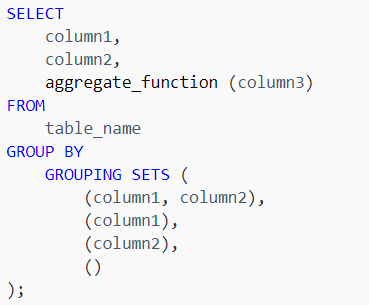 SELECT
    column1,
    column2,
    aggregate_function (column3)
FROM
    table_name
GROUP BY
    GROUPING SETS (
        (column1, column2),
        (column1),
        (column2),
        ()
);